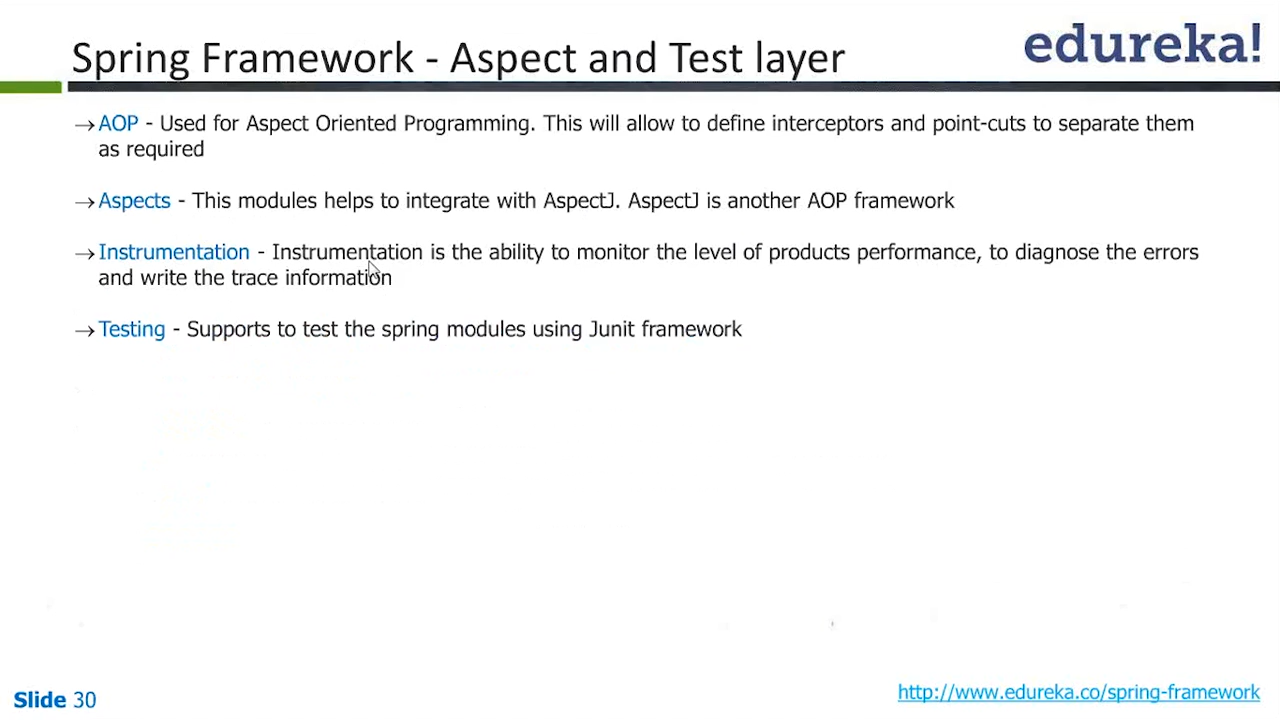 Spring Framework - Aspect and Test layer
edureka!
→AOP - Used for Aspect Oriented Programming. This will allow to define interceptors and point-cuts to separate them
as required
→Aspects - This modules helps to integrate with AspectJ. AspectJ is another AOP framework
→Instrumentation - Instrumentation is the ability to monitor the level of products performance, to diagnose the errors
and write the trace information
→Testing - Supports to test the spring modules using Junit framework
Slide 30
http://www.edureka.co/spring-framework